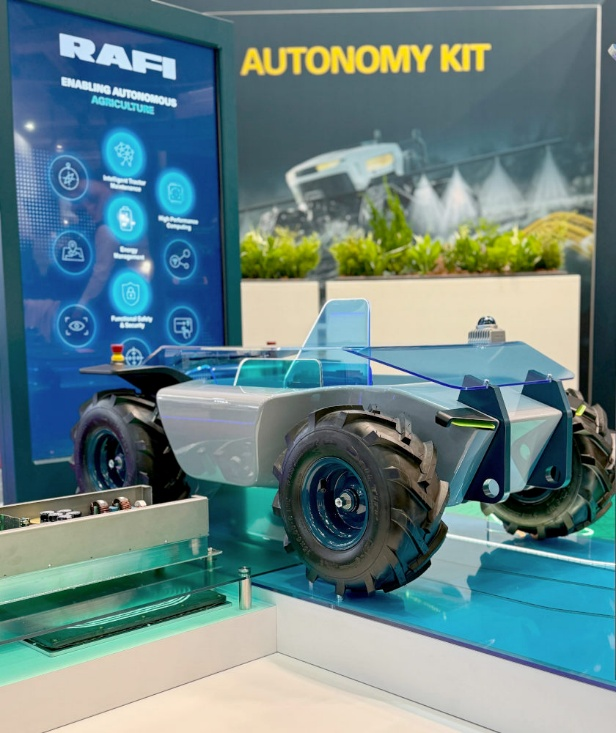 RAFI
ENABLING AUTONOMOUS
AGRICULTURE
Intelligent Tractor
Maintenance
High Performance
Computing
Energy
Management
Functional Safety
& Security
AUTONOMY KIT